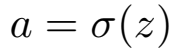 a = σ(z)